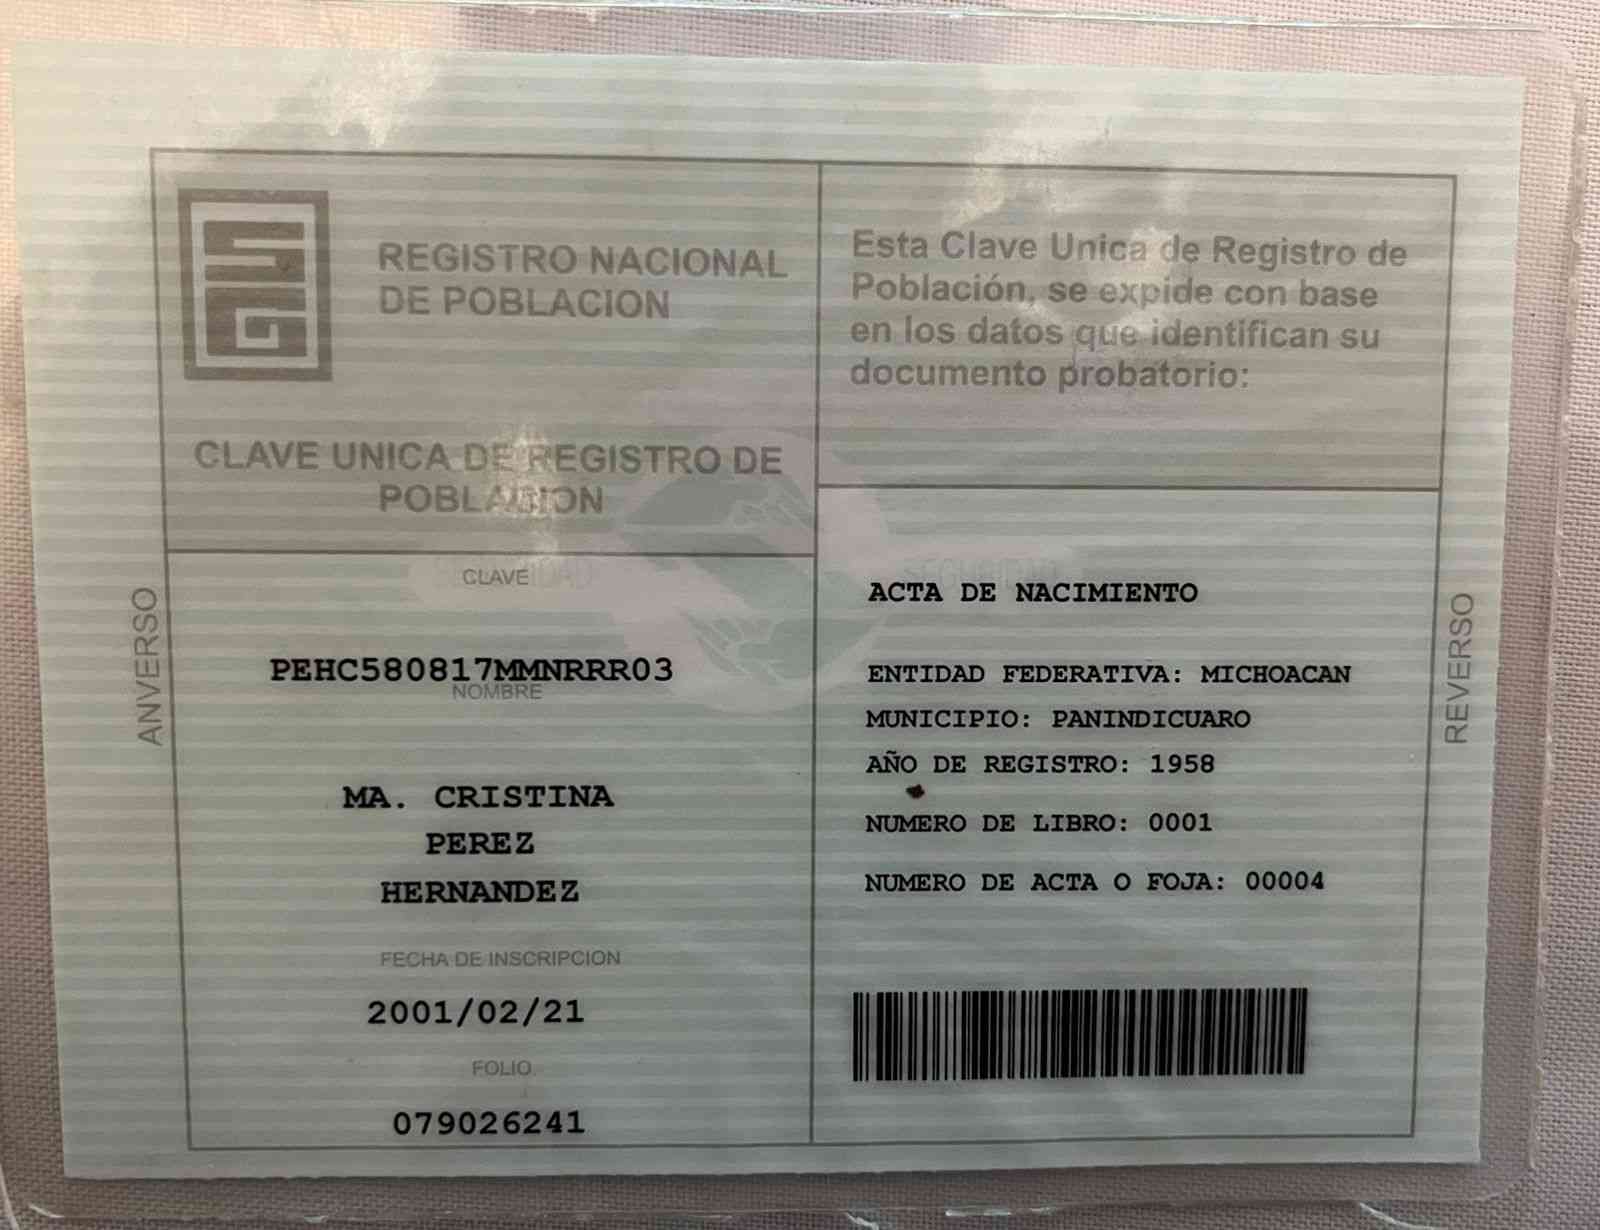 REGISTRO NACIONAL
DE POBLACION
CLAVE UNICA DE REGISTRO DE
POBLACION
CLAVE
PEHC580817MMNRRR03
NOMBRE
MA. CRISTINA
PEREZ
HERNANDEZ
FECHA DE INSCRIPCION
2001/02/21
FOLIO
079026241
ANVERSO
Esta Clave Unica de Registro de
Población, se expide con base
en los datos que identifican su
documento probatorio:
SEGURIDAD
ACTA DE NACIMIENTO
ENTIDAD FEDERATIVA: MICHOACAN
MUNICIPIO: PANINDICUARO
AÑO DE REGISTRO: 1958
NUMERO DE LIBRO: 0001
NUMERO DE ACTA O FOJA: 00004
REVERSO